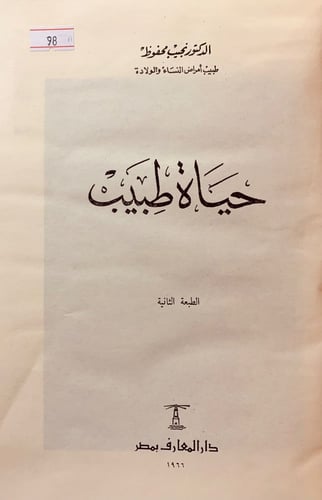 98
الدكتور نجيب محفوظ
طبيب أمراض النساء والولادة
حياة طبيب
الطبعة الثانية
دار المعارف بمصر
١٩٦٦